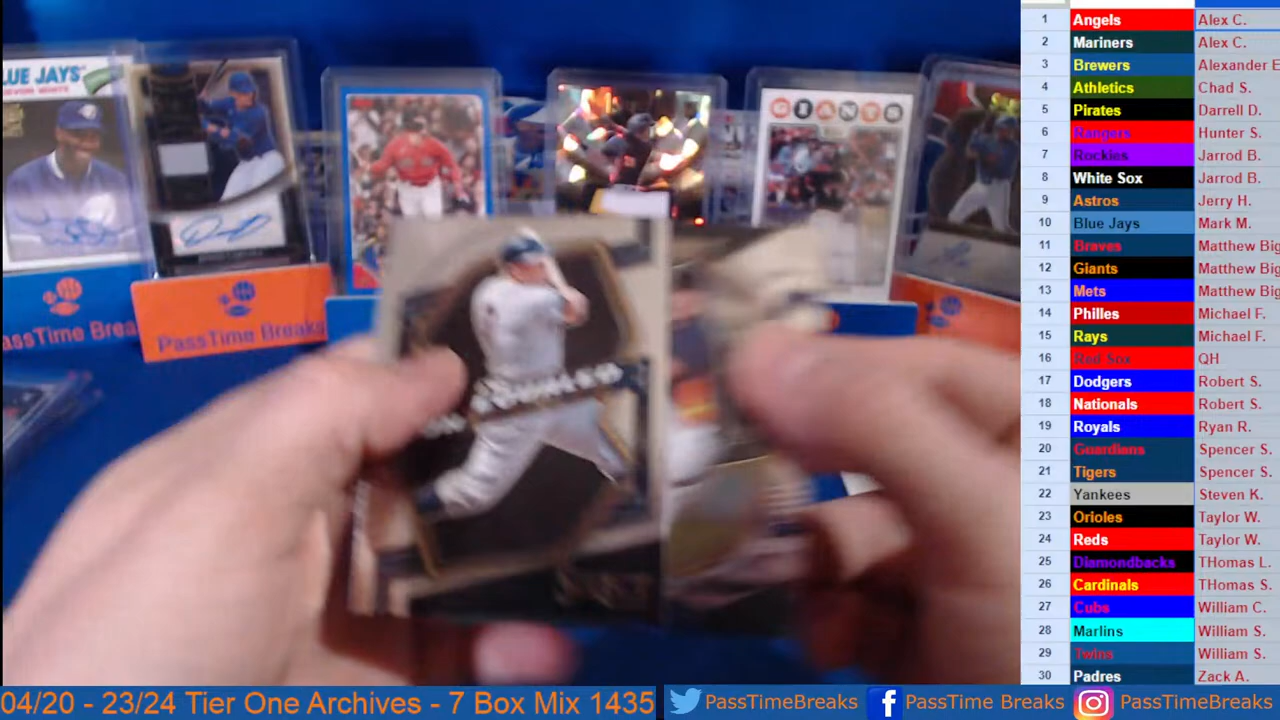 BLUE JAYS
DEVON WHITE
GIANTS
PassTime Brea
PassTime Breaks
1 Angels Alex C.
2 Mariners Alex C.
3 Brewers Alexander E
4 Athletics Chad S.
5 Pirates Darrell D.
6 Rangers Hunter S.
7 Rockies Jarrod B.
8 White Sox Jarrod B.
9 Astros Jerry H.
10 Blue Jays Mark M.
11 Braves Matthew Big
12 Giants Matthew Big
13 Mets Matthew Big
14 Philles Michael F.
15 Rays Michael F.
16 Red Sox QH
17 Dodgers Robert S.
18 Nationals Robert S.
19 Royals Ryan R.
20 Guardians Spencer S.
21 Tigers Spencer S.
22 Yankees Steven K.
23 Orioles Taylor W.
24 Reds Taylor W.
25 Diamondbacks THomas L.
26 Cardinals THomas S.
27 Cubs William C.
28 Marlins William S.
29 Twins William S.
30 Padres Zack A.
04/20 - 23/24 Tier One Archives - 7 Box Mix 1435 PassTimeBreaks PassTime Breaks PassTimeBreaks